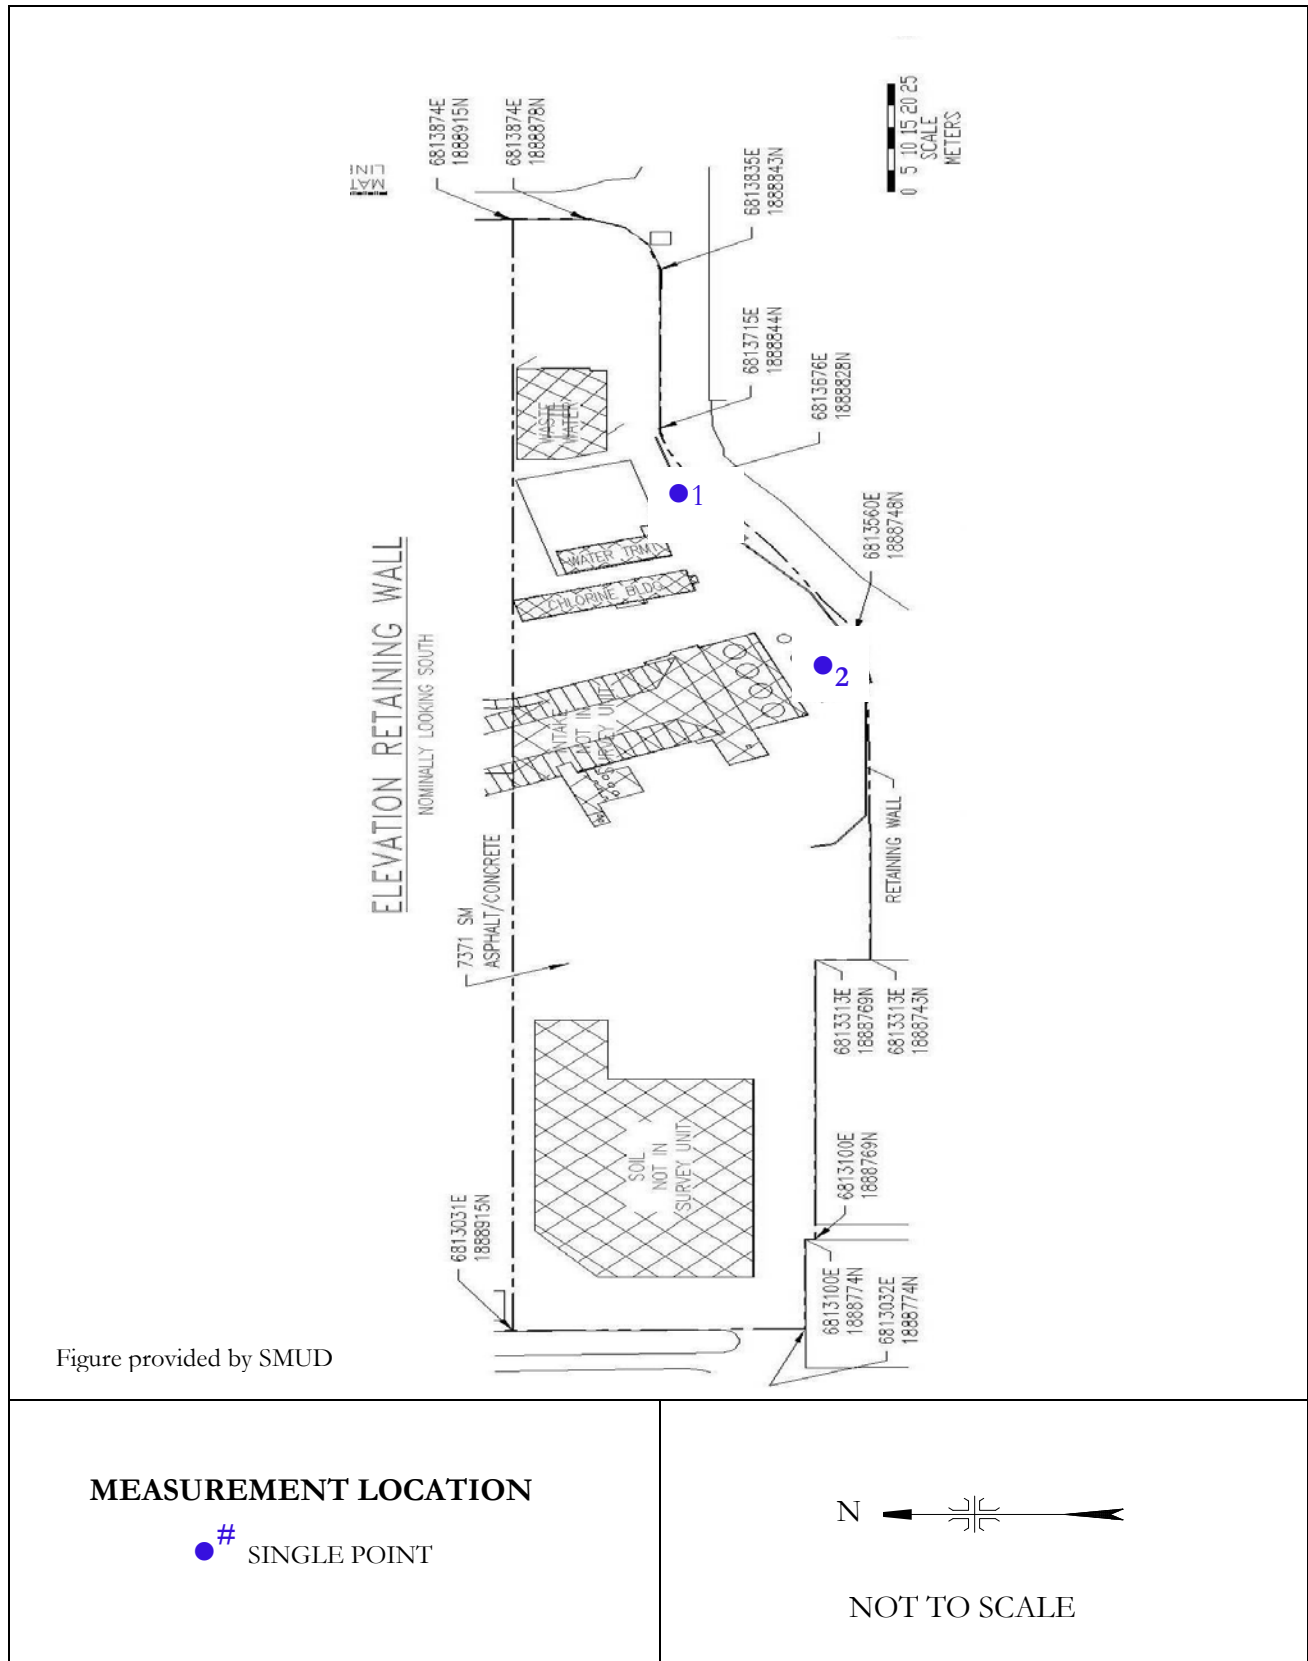 MAT
LINE
6813874E
1888915N
6813874E
1888878N
0 5 10 15 20 25
SCALE
METERS
6813835E
1888843N
6813715E
1888844N
6813676E
1888828N
WASTE
WATER
1
WATER TRMT
CHLORINE BLDG
6813560E
1888748N
2
ELEVATION RETAINING WALL
NOMINALLY LOOKING SOUTH
INTAKE
NOT IN
SURVEY UNIT
RETAINING WALL
7371 SM
ASPHALT/CONCRETE
6813313E
1888769N
6813313E
1888743N
SOIL
NOT IN
SURVEY UNIT
6813100E
1888769N
6813031E
1888915N
6813100E
1888774N
6813032E
1888774N
Figure provided by SMUD
MEASUREMENT LOCATION
#
SINGLE POINT
N
NOT TO SCALE